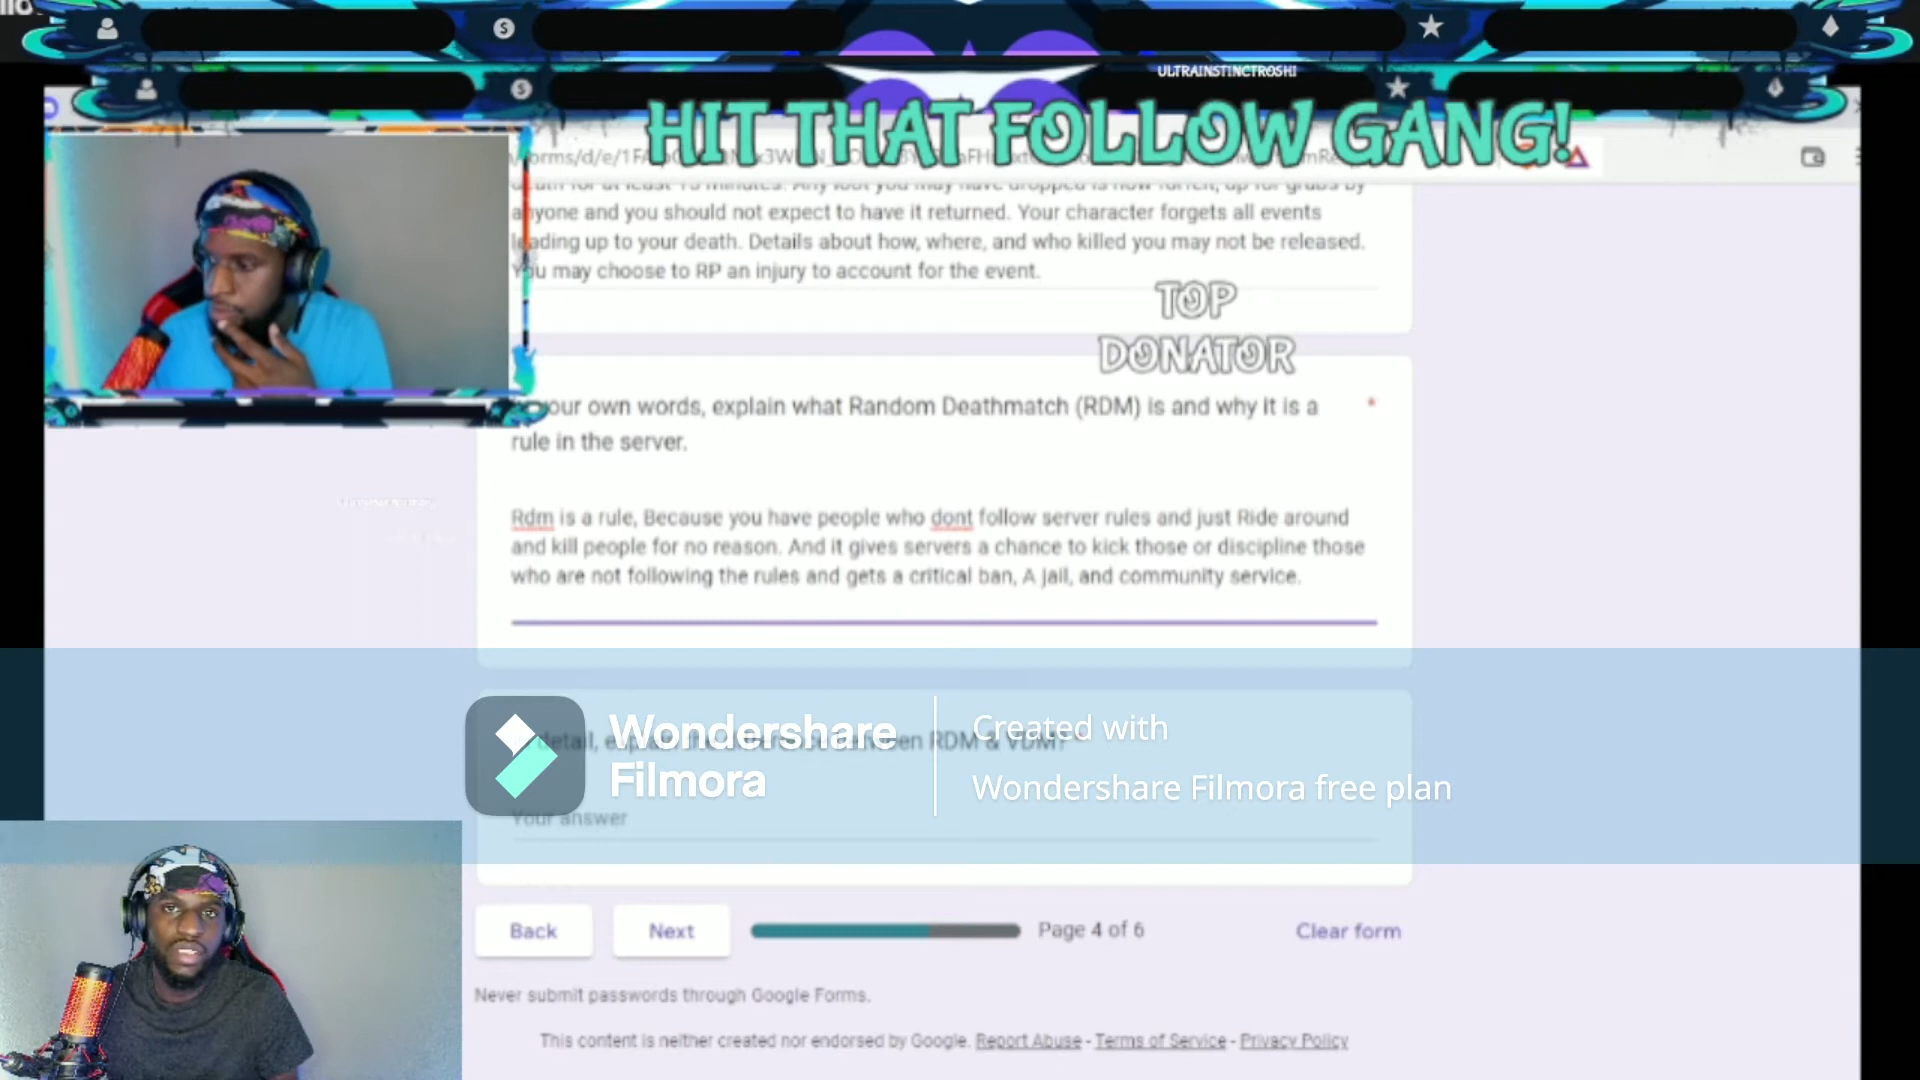 ULTRAINSTINCTROSHI
HIT THAT FOLLOW GANG!
anyone and you should not expect to have it returned. Your character forgets all events
leading up to your death. Details about how, where, and who killed you may not be released.
You may choose to RP an injury to account for the event.
TOP
DONATOR
your own words, explain what Random Deathmatch (RDM) is and why it is a *
rule in the server.
Rdm is a rule, Because you have people who dont follow server rules and just Ride around
and kill people for no reason. And it gives servers a chance to kick those or discipline those
who are not following the rules and gets a critical ban, A jail, and community service.
Wondershare
Filmora
Created with
Wondershare Filmora free plan
detail, between RDM & VDM?
Your answer
Back
Next
Page 4 of 6
Clear form
Never submit passwords through Google Forms.
This content is neither created nor endorsed by Google. Report Abuse - Terms of Service - Privacy Policy